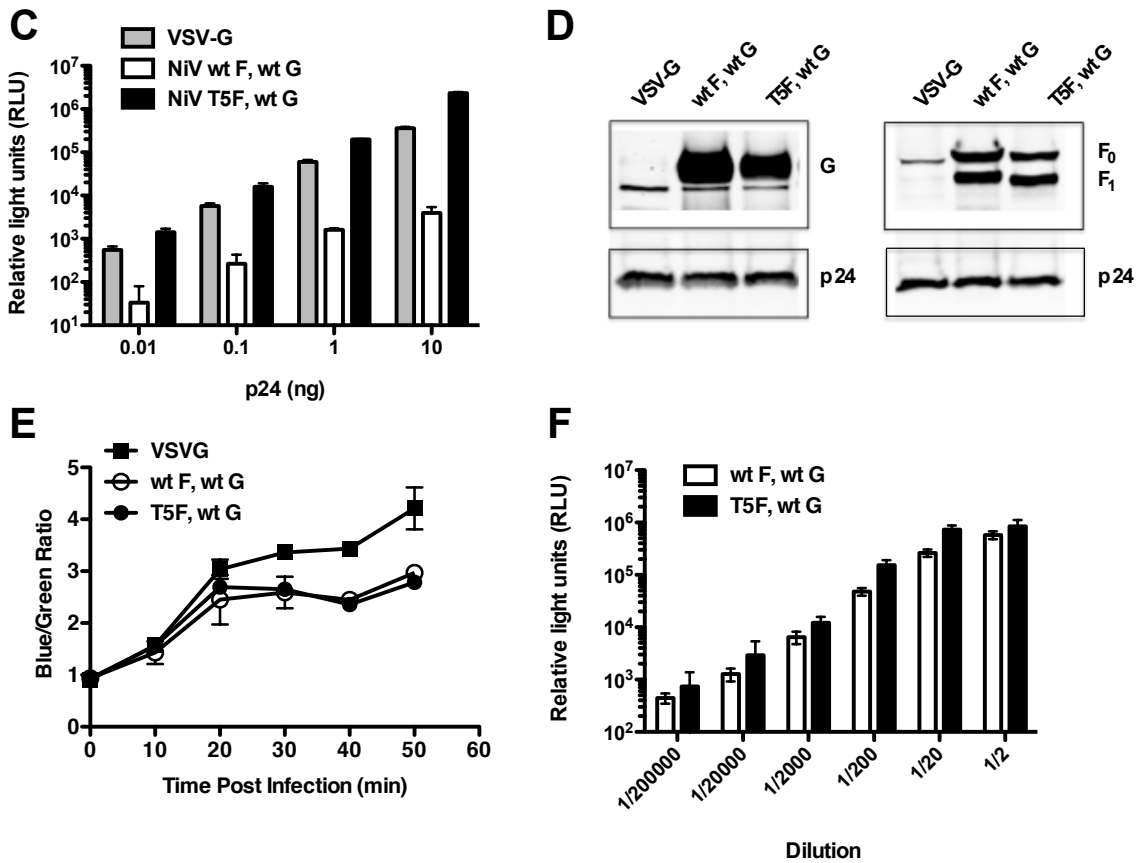 C
VSV-G
NiV wt F, wt G
NiV T5F, wt G
Relative light units (RLU)
10⁷
10⁶
10⁵
10⁴
10³
10²
10¹
0.01 0.1 1 10
p24 (ng)
D
VSV-G wt F, wt G T5F, wt G
G
p24
VSV-G wt F, wt G T5F, wt G
F₀
F₁
p24
E
VSVG
wt F, wt G
T5F, wt G
Blue/Green Ratio
5
4
3
2
1
0
0 10 20 30 40 50 60
Time Post Infection (min)
F
wt F, wt G
T5F, wt G
Relative light units (RLU)
10⁷
10⁶
10⁵
10⁴
10³
10²
1/200000 1/20000 1/2000 1/200 1/20 1/2
Dilution